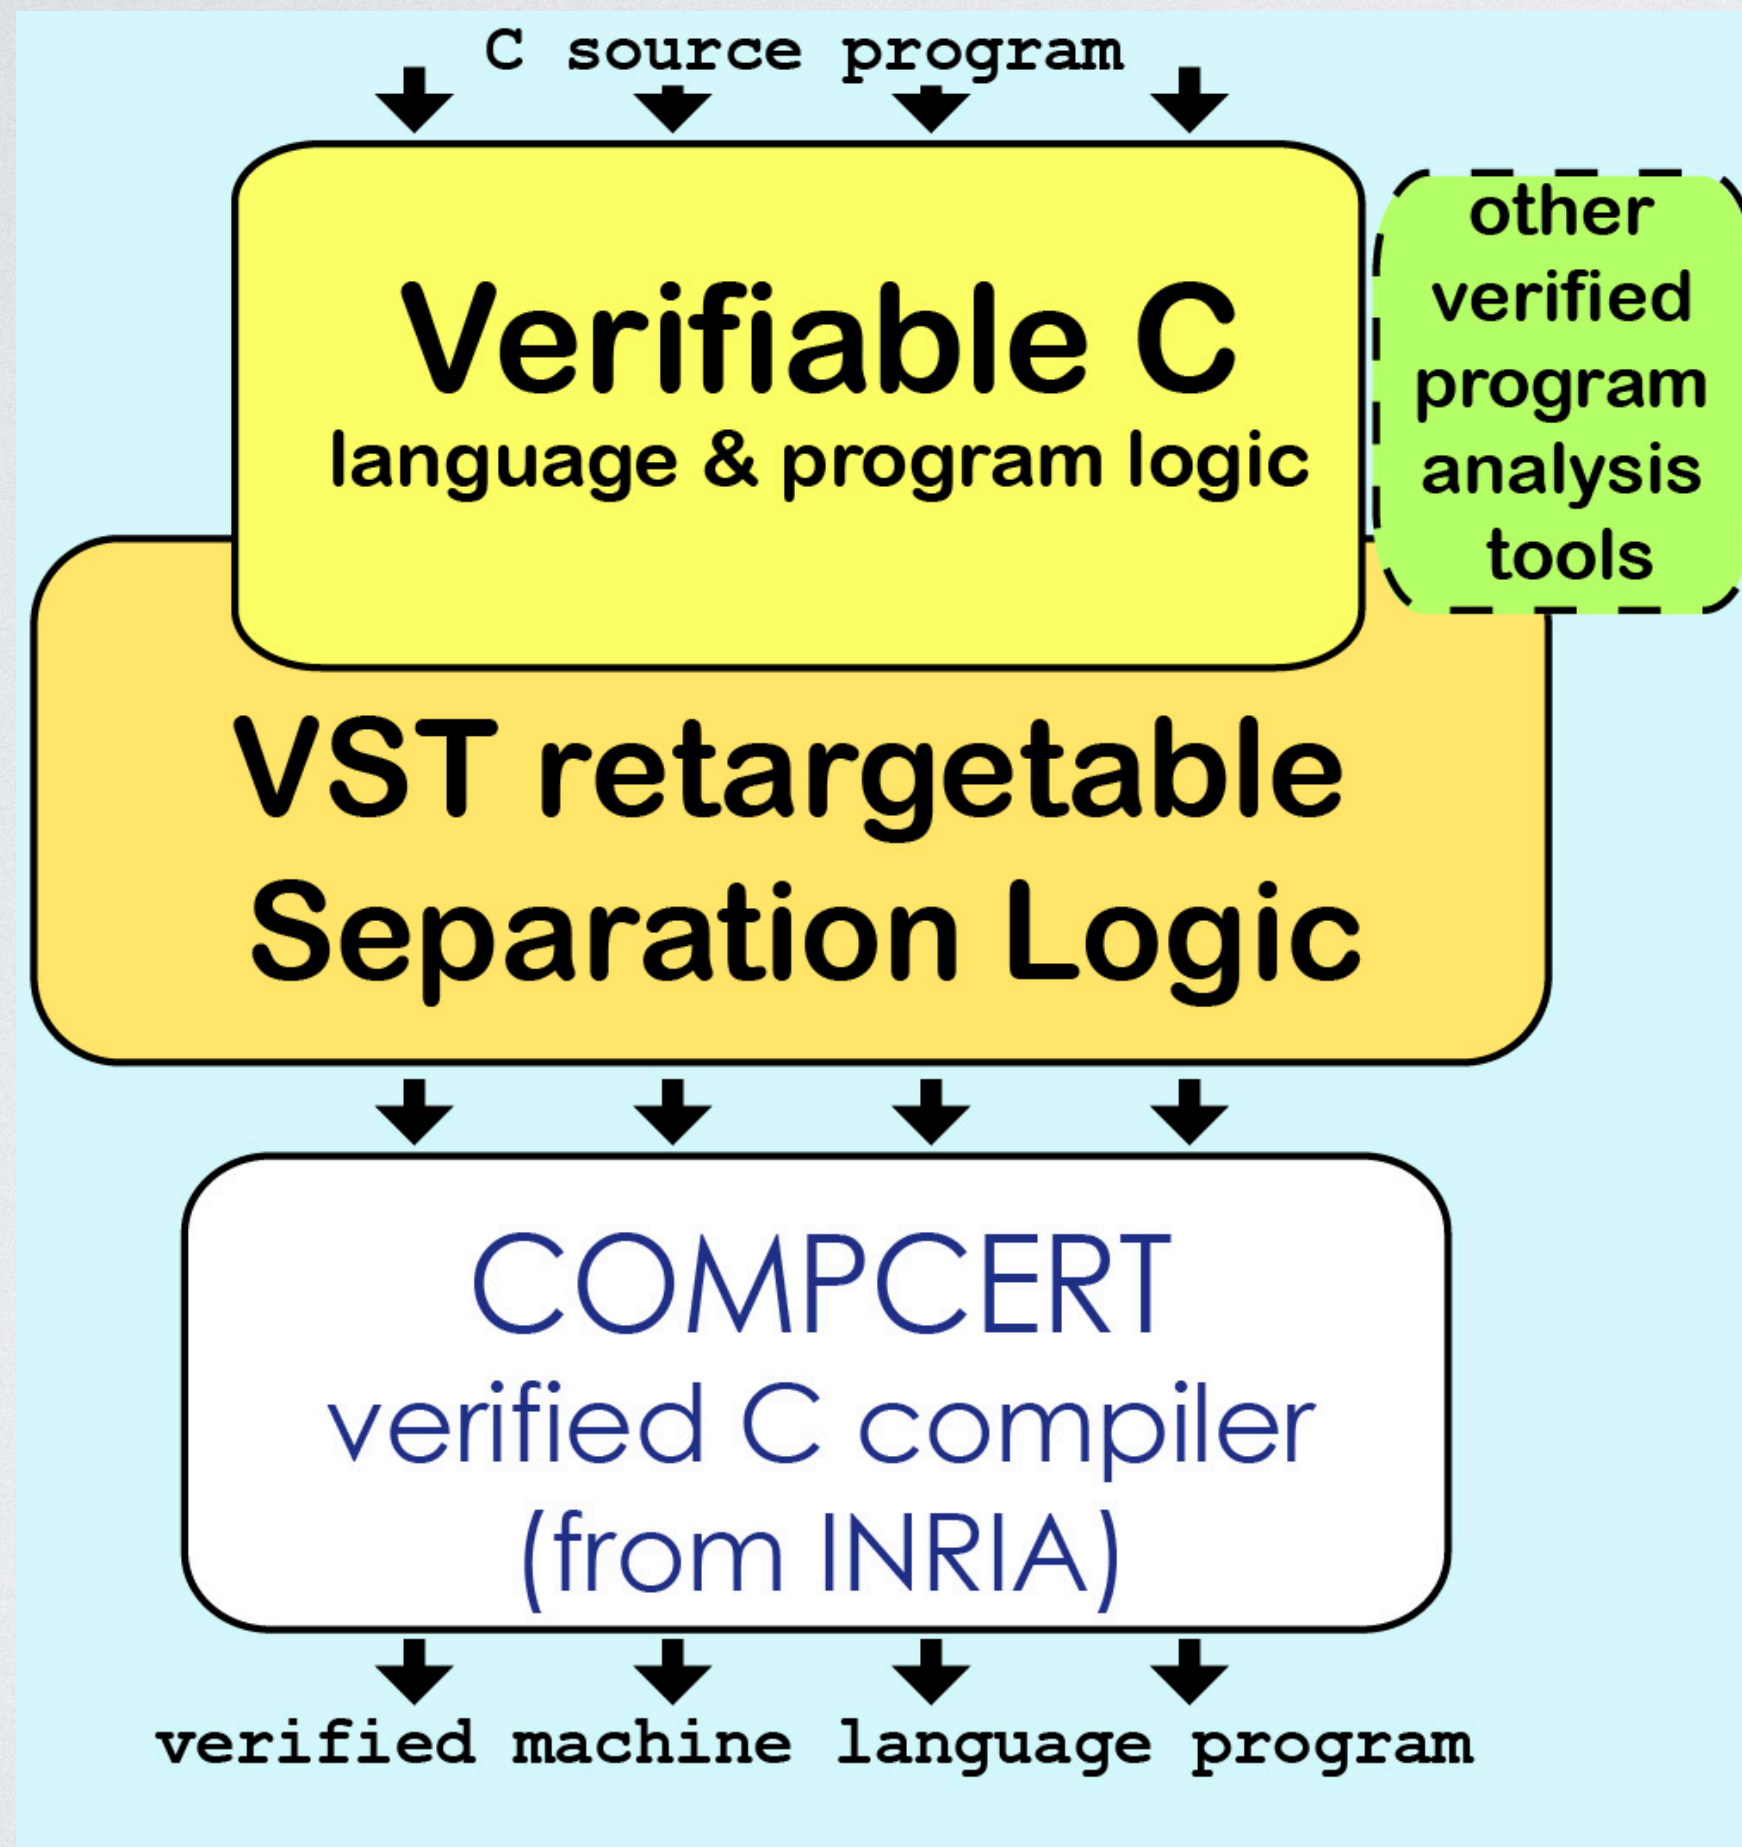 C source program
Verifiable C
language & program logic
other
verified
program
analysis
tools
VST retargetable
Separation Logic
COMPCERT
verified C compiler
(from INRIA)
verified machine language program